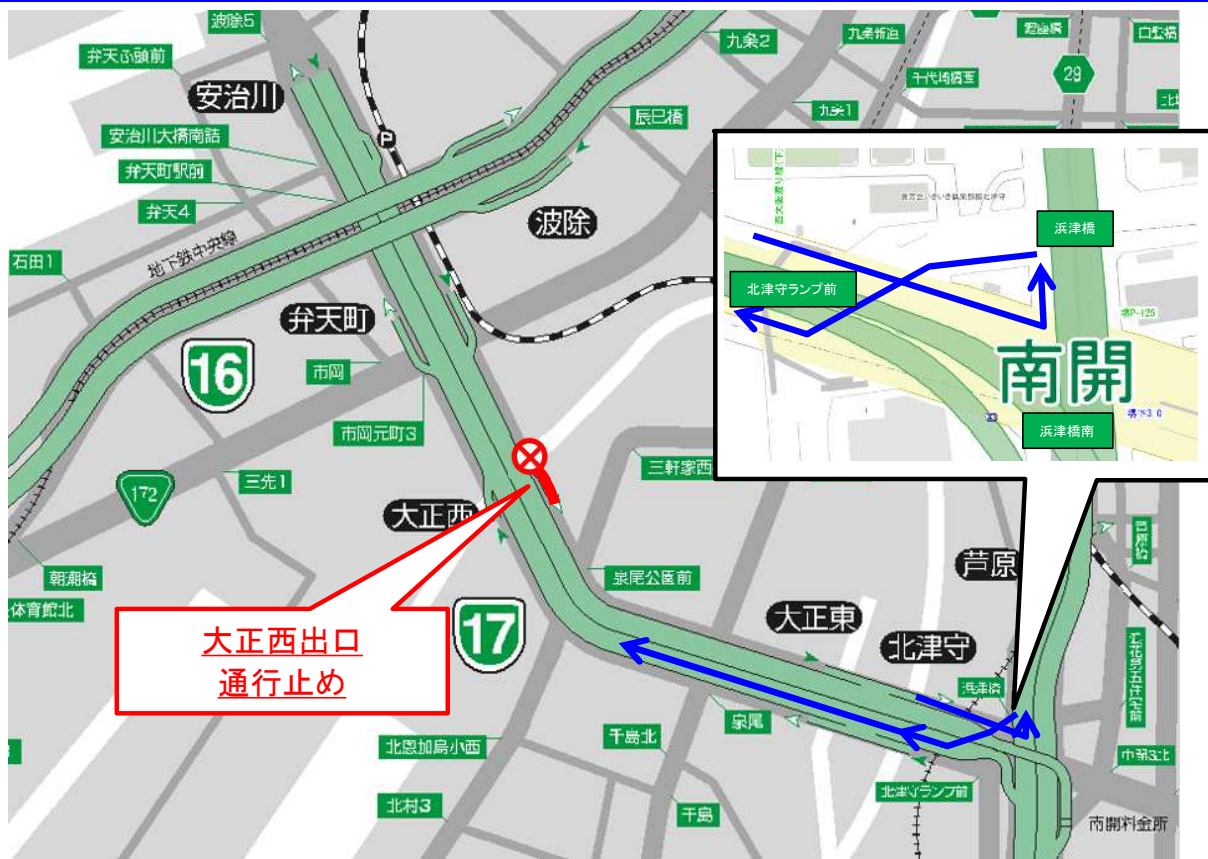 波除5
弁天ふ頭前
安治川
安治川大橋南詰
弁天町駅前
弁天4
石田1
地下鉄中央線
P
九条2
九条1
千代崎橋西
29
辰巳橋
波除
弁天町
16
市岡
市岡元町3
172
三先1
朝潮橋
体育館北
大正西
三軒家西
浜津橋
北津守ランプ前
南開
浜津橋南
大正西出口
通行止め
17
泉尾公園前
芦原
大正東
北津守
浜津橋
泉尾
北恩加島小西
千島北
北村3
千島
北津守ランプ前
中開3北
南開料金所